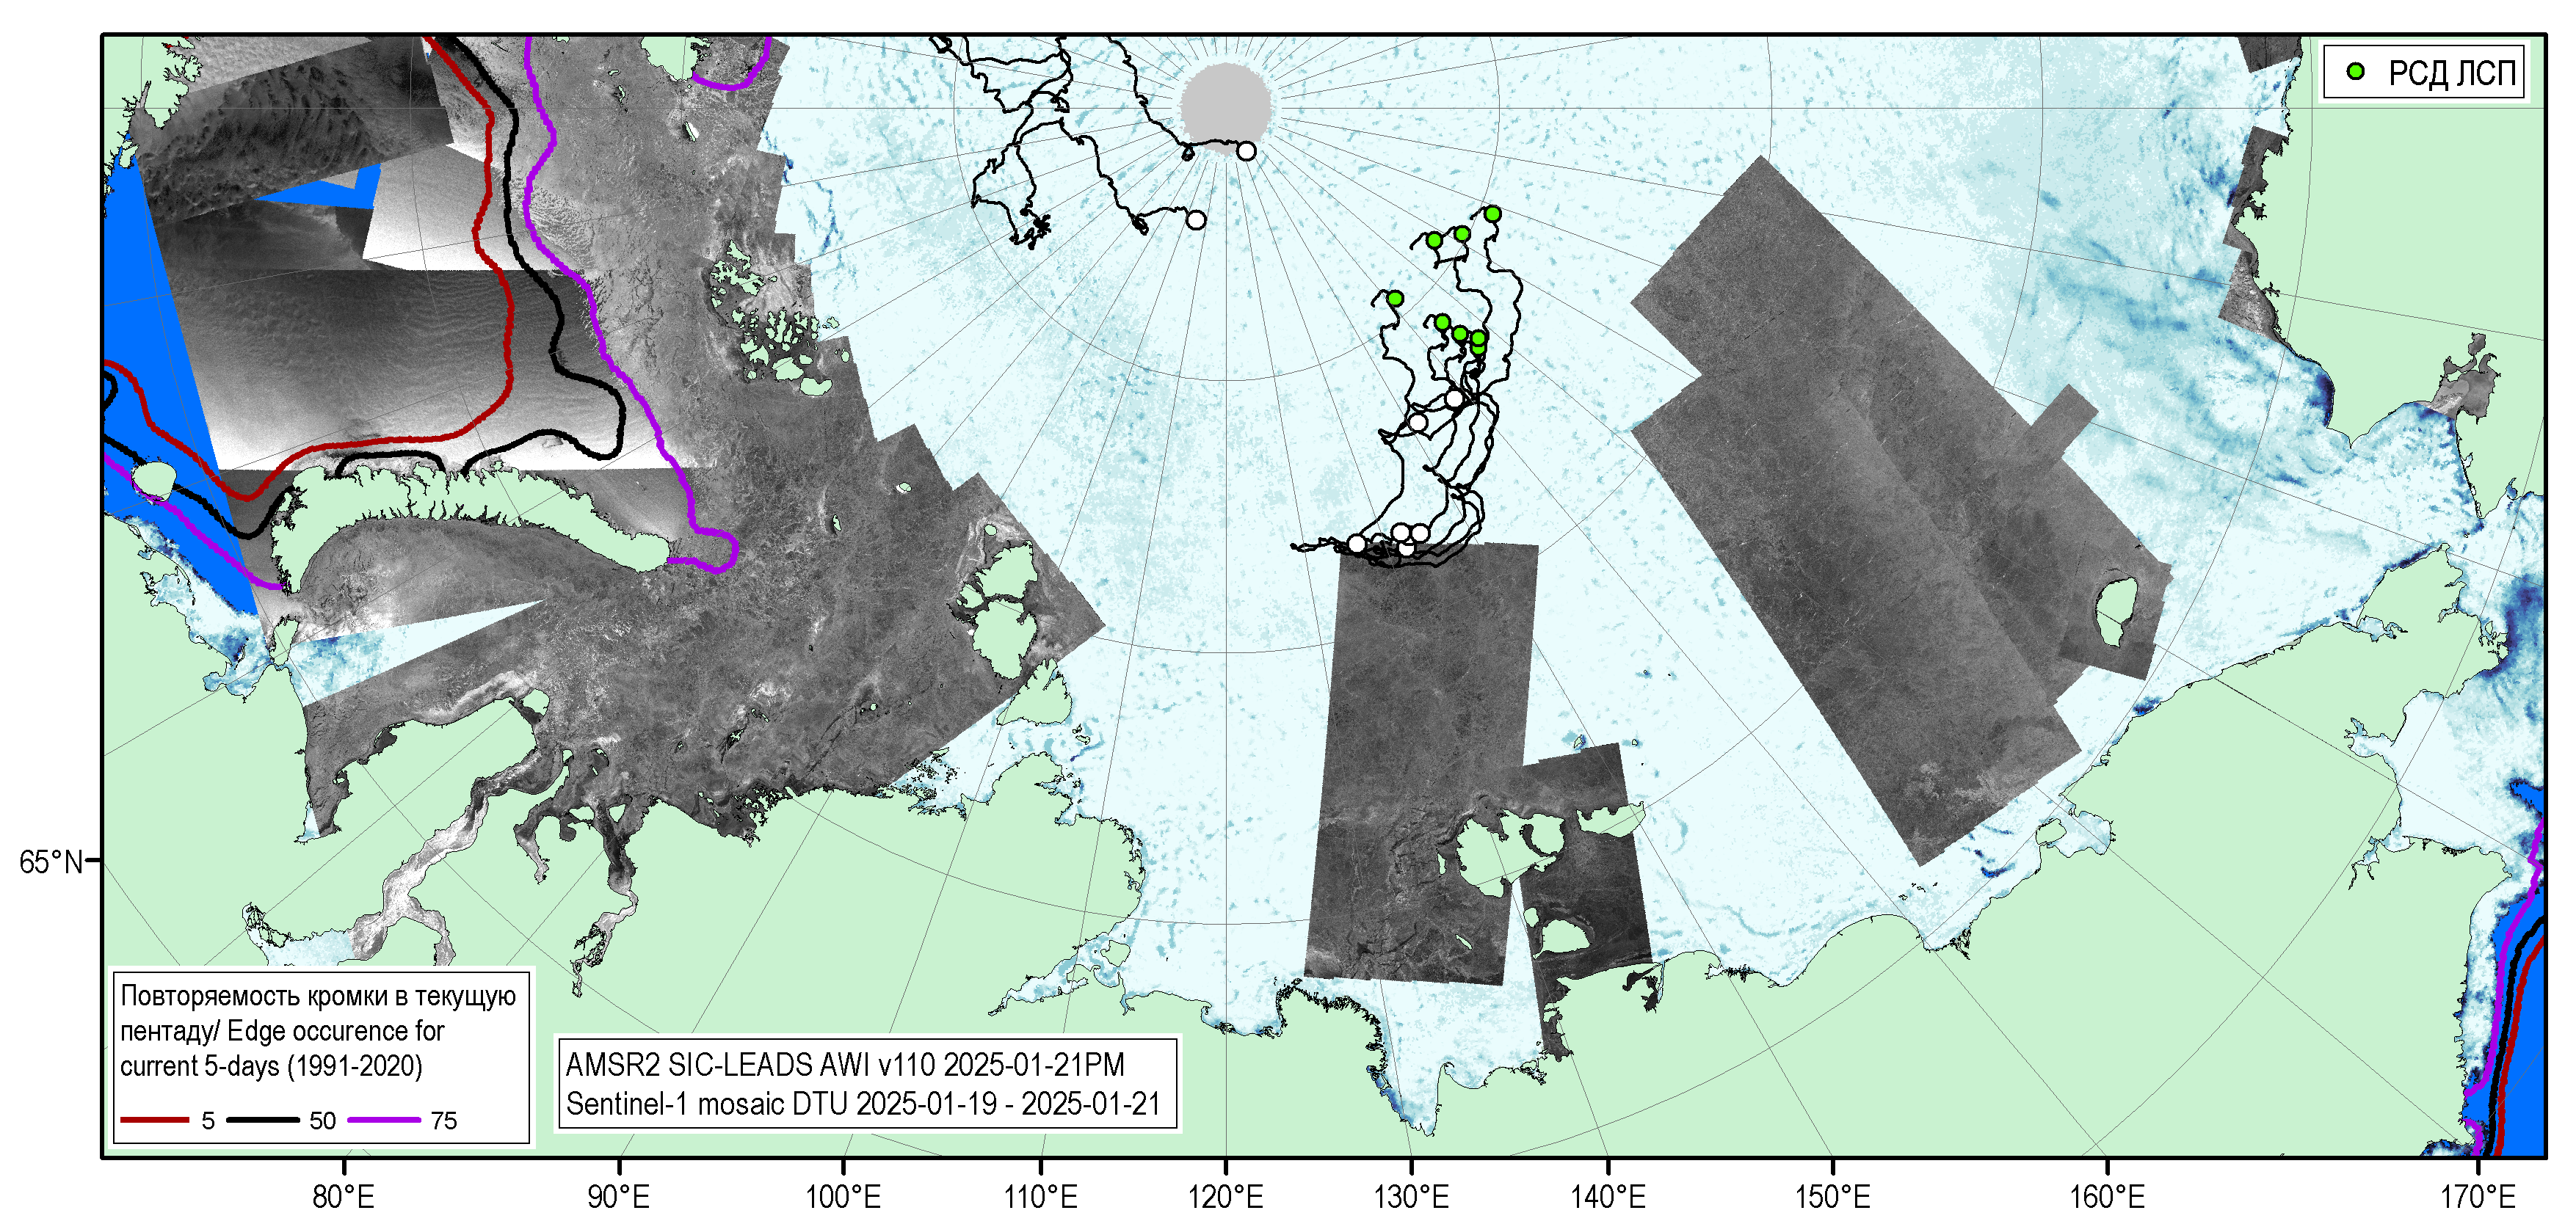 РСД ЛСП
65°N
Повторяемость кромки в текущую
пентаду/ Edge occurence for
current 5-days (1991-2020)
5 50 75
AMSR2 SIC-LEADS AWI v110 2025-01-21PM
Sentinel-1 mosaic DTU 2025-01-19 - 2025-01-21
80°E 90°E 100°E 110°E 120°E 130°E 140°E 150°E 160°E 170°E